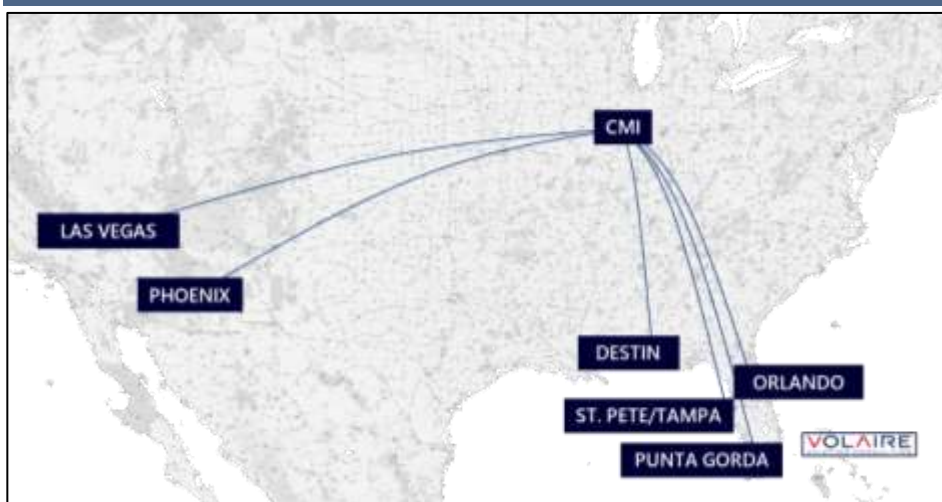 CMI
LAS VEGAS
PHOENIX
DESTIN
ORLANDO
ST. PETE/TAMPA
PUNTA GORDA
VOLAIRE